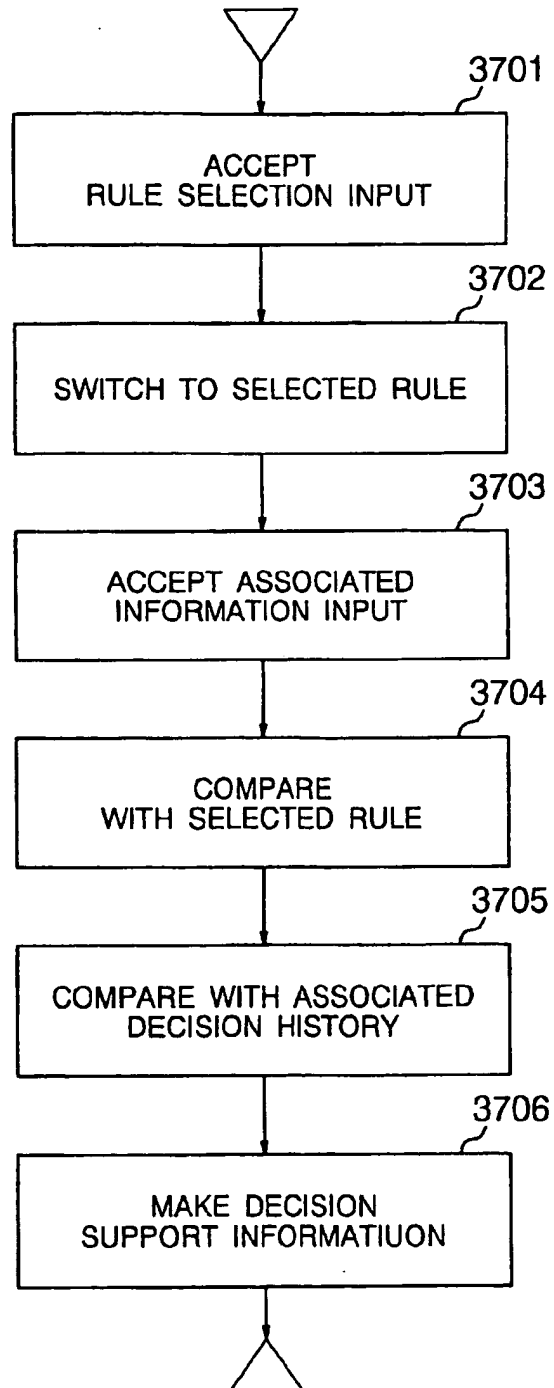 3701
ACCEPT
RULE SELECTION INPUT
3702
SWITCH TO SELECTED RULE
3703
ACCEPT ASSOCIATED
INFORMATION INPUT
3704
COMPARE
WITH SELECTED RULE
3705
COMPARE WITH ASSOCIATED
DECISION HISTORY
3706
MAKE DECISION
SUPPORT INFORMATIUON